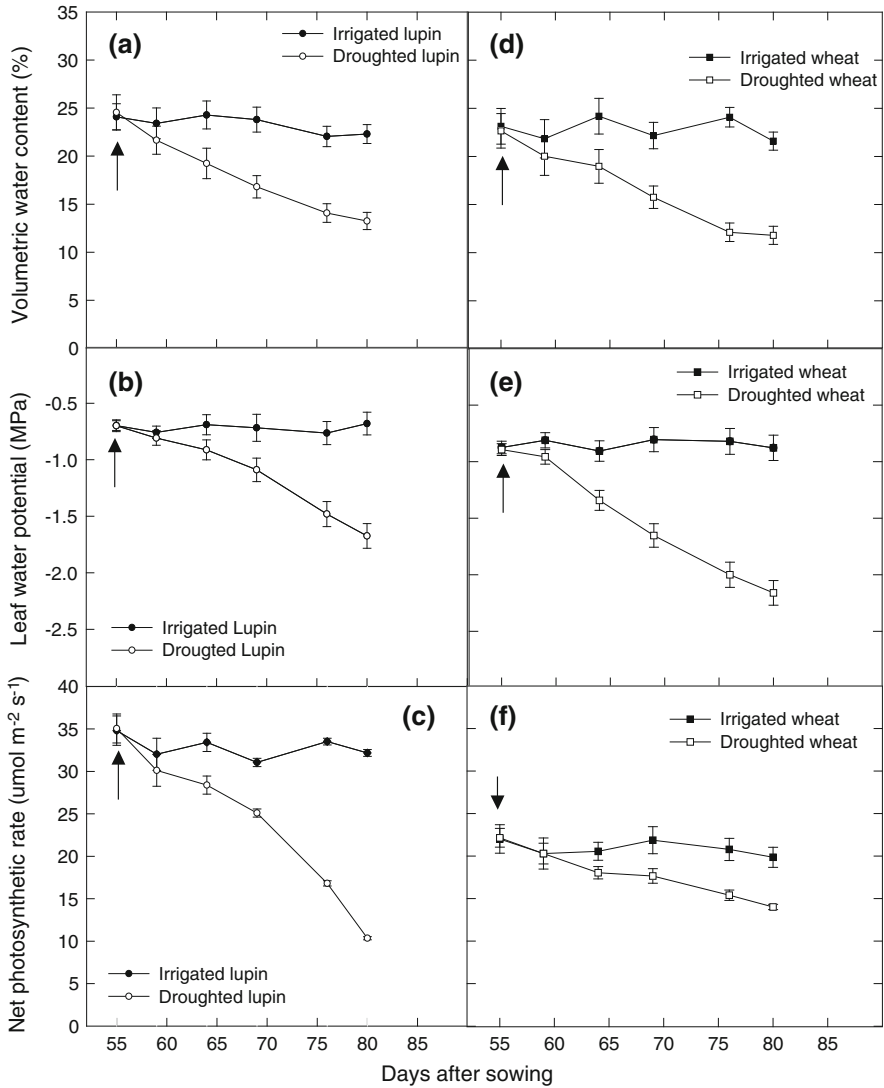 35
30
25
20
15
10
5
0
Volumetric water content (%)
(a)
Irrigated lupin
Droughted lupin
(d)
Irrigated wheat
Droughted wheat
-0.5
-1.0
-1.5
-2.0
-2.5
Leaf water potential (MPa)
(b)
Irrigated Lupin
Drougted Lupin
(e)
Irrigated wheat
Droughted wheat
40
35
30
25
20
15
10
5
0
Net photosynthetic rate (umol m-2 s-1)
(c)
Irrigated lupin
Droughted lupin
(f)
Irrigated wheat
Droughted wheat
55 60 65 70 75 80 85 55 60 65 70 75 80 85
Days after sowing